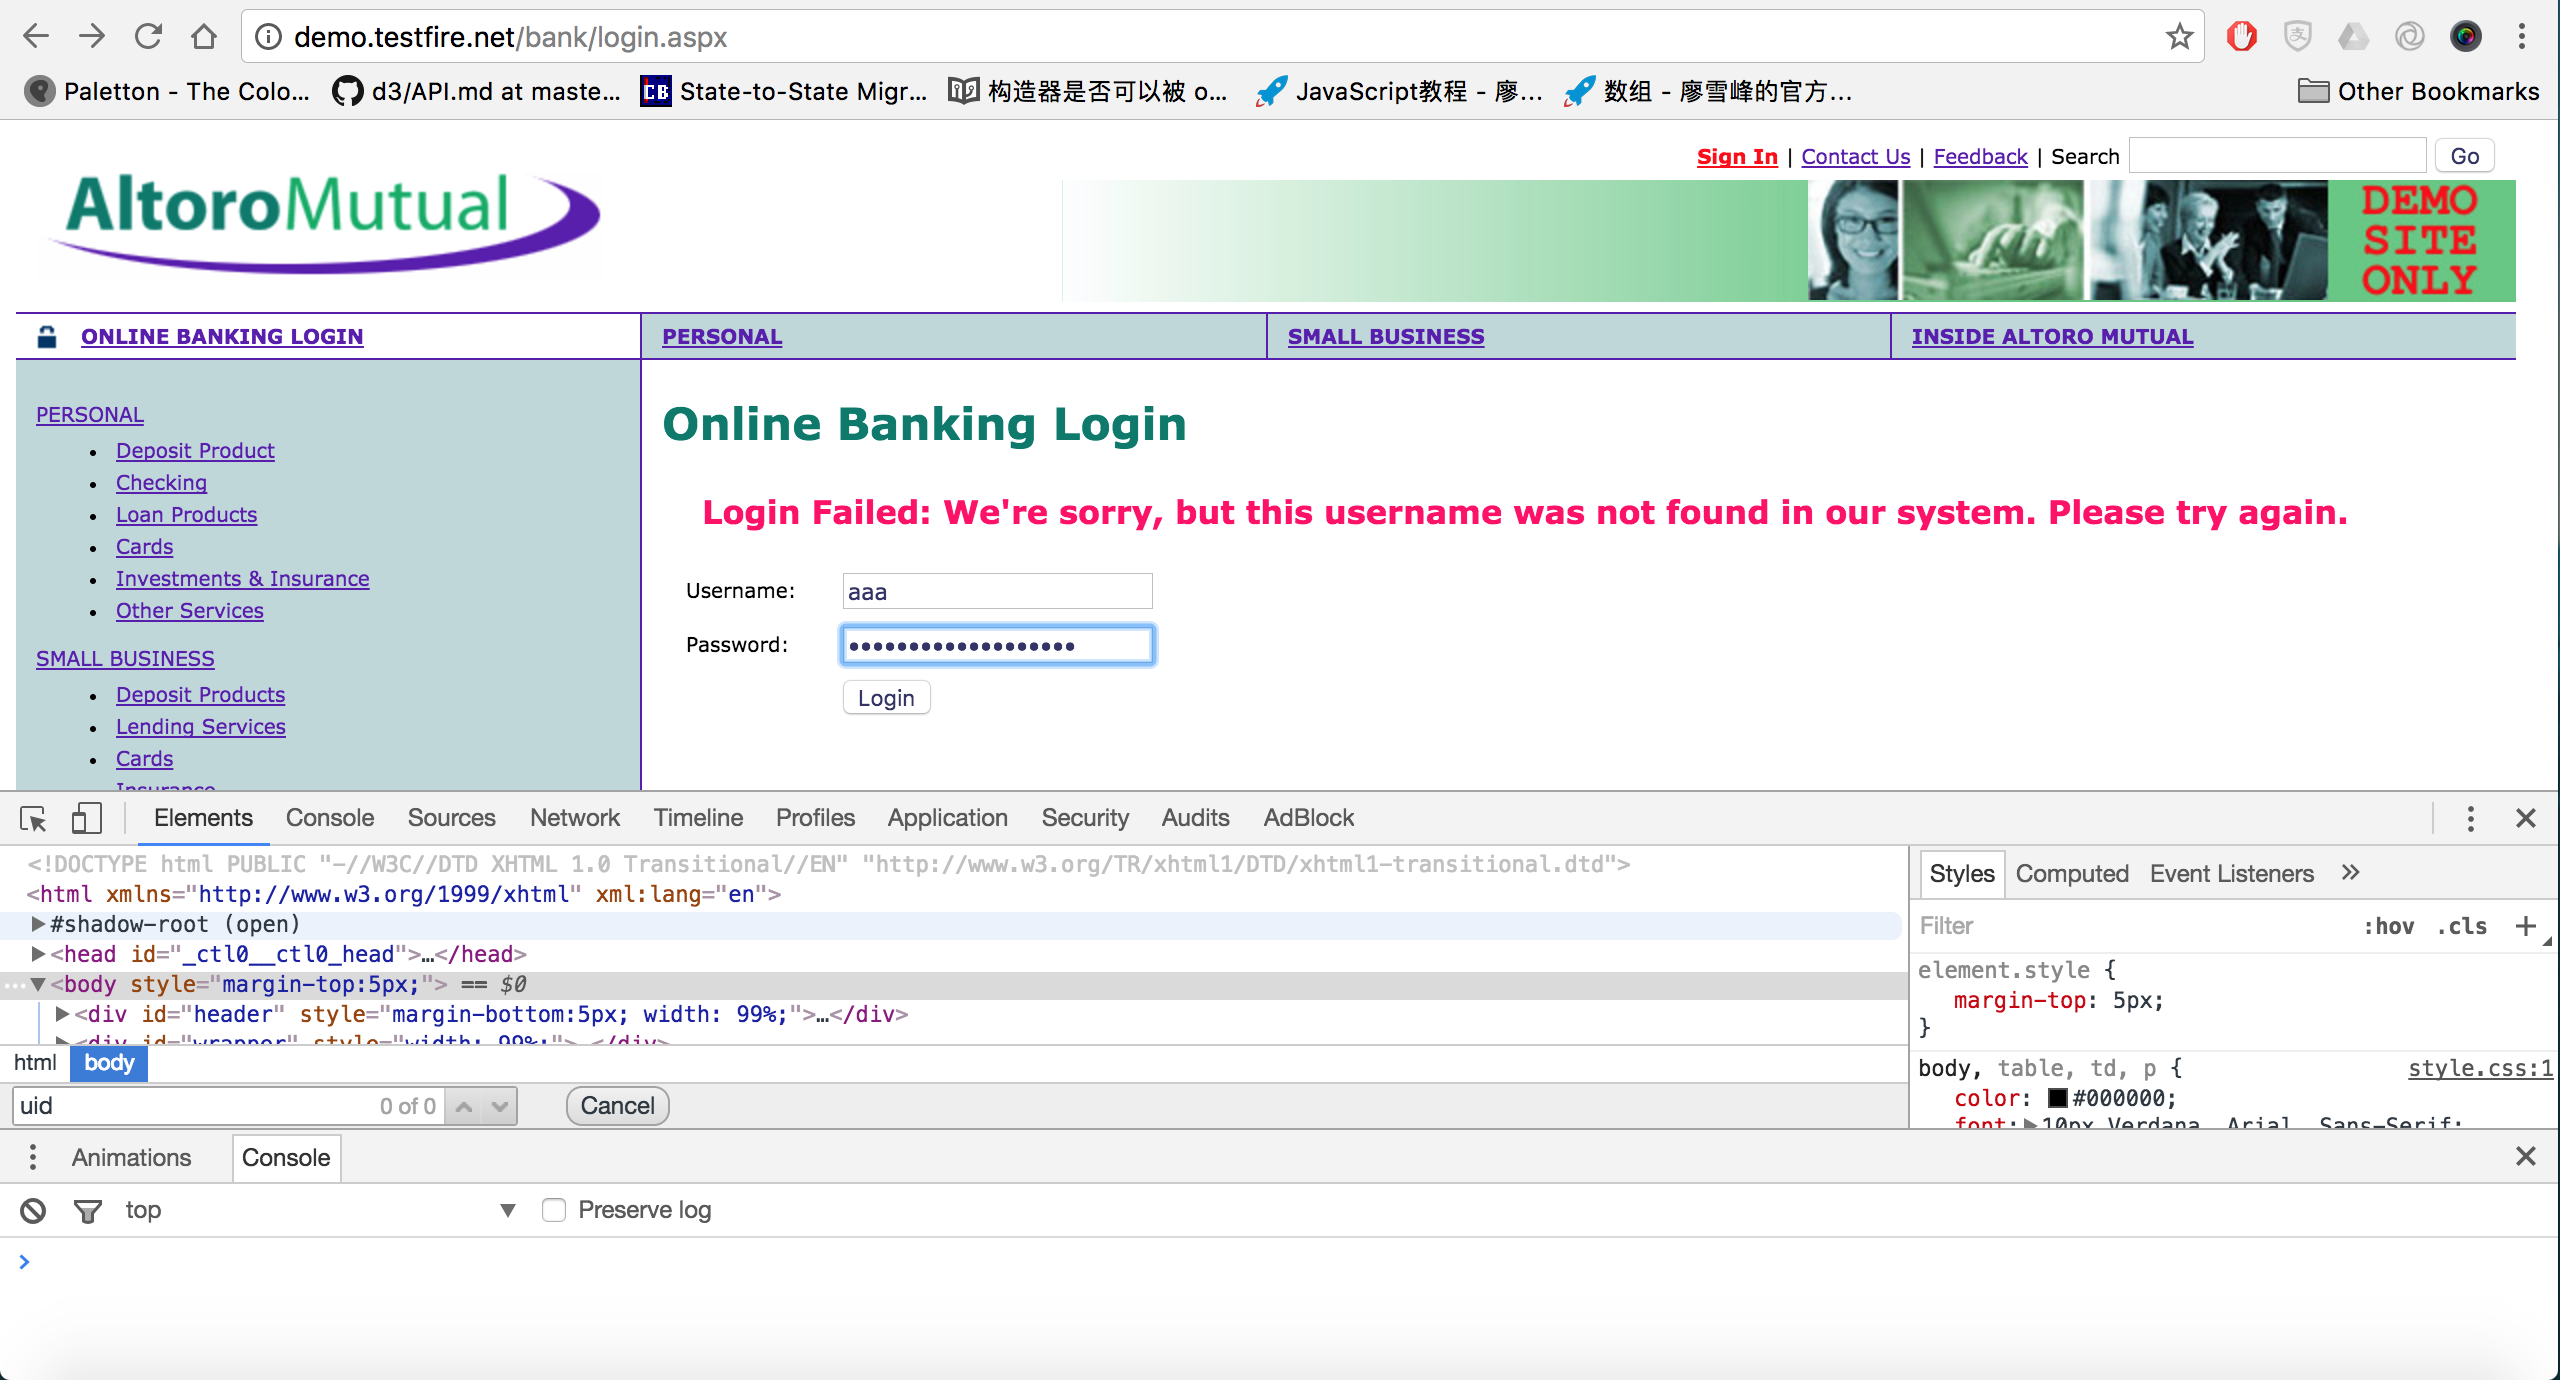 demo.testfire.net/bank/login.aspx
Paletton - The Colo... d3/API.md at maste... CB State-to-State Migr... 构造器是否可以被 o... JavaScript教程 - 廖... 数组 - 廖雪峰的官方... Other Bookmarks
Sign In | Contact Us | Feedback | Search Go
AltoroMutual
DEMO
SITE
ONLY
ONLINE BANKING LOGIN PERSONAL SMALL BUSINESS INSIDE ALTORO MUTUAL
PERSONAL
• Deposit Product
• Checking
• Loan Products
• Cards
• Investments & Insurance
• Other Services
SMALL BUSINESS
• Deposit Products
• Lending Services
• Cards
• Insurance
Online Banking Login
Login Failed: We're sorry, but this username was not found in our system. Please try again.
Username: aaa
Password: •••••••••••••••••••
Login
Elements Console Sources Network Timeline Profiles Application Security Audits AdBlock
<!DOCTYPE html PUBLIC "-//W3C//DTD XHTML 1.0 Transitional//EN" "http://www.w3.org/TR/xhtml1/DTD/xhtml1-transitional.dtd">
<html xmlns="http://www.w3.org/1999/xhtml" xml:lang="en">
▶#shadow-root (open)
▶<head id="_ctl0__ctl0_head">…</head>
…▼<body style="margin-top:5px;"> == $0
▶<div id="header" style="margin-bottom:5px; width: 99%;">…</div>
▶<div id="wrapper" style="width: 99%;">…</div>
html body
uid 0 of 0 Cancel
Styles Computed Event Listeners »
Filter :hov .cls +
element.style {
margin-top: 5px;
}
body, table, td, p { style.css:1
color: #000000;
font:▶10px Verdana, Arial, Sans-Serif;
Animations Console
top ▼ Preserve log